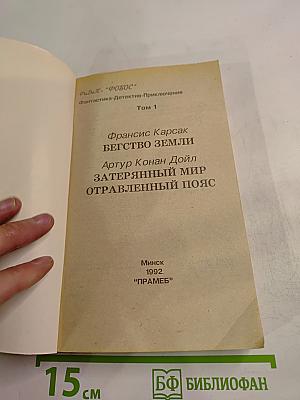 ФиДиП- "ФОБОС"
Фантастика-Детектив-Приключения
Том 1
Франсис Карсак
БЕГСТВО ЗЕМЛИ
Артур Конан Дойл
ЗАТЕРЯННЫЙ МИР
ОТРАВЛЕННЫЙ ПОЯС
Минск
1992
"ПРАМЕБ"
15 см
БФ БИБЛИОФАН